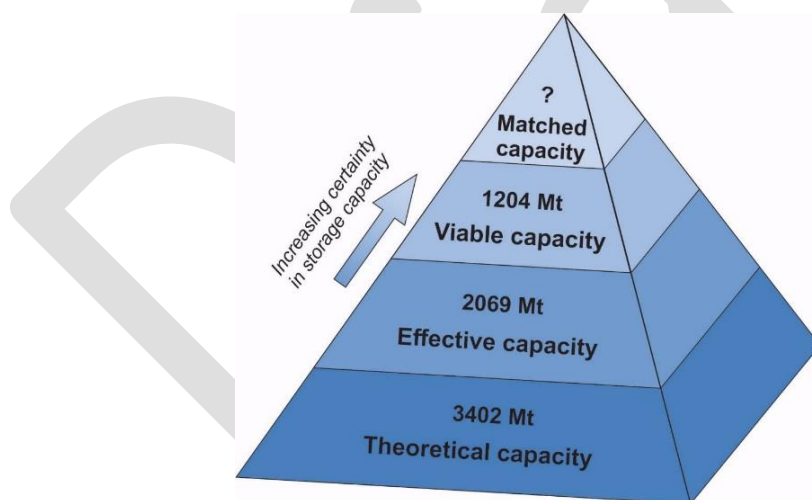 ?
Matched
capacity
1204 Mt
Viable capacity
2069 Mt
Effective capacity
3402 Mt
Theoretical capacity
Increasing certainty
in storage capacity